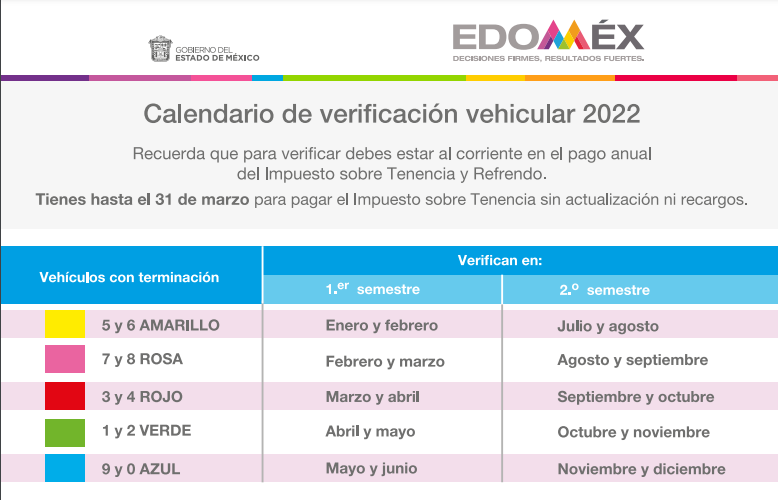 GOBIERNO DEL
ESTADO DE MÉXICO
EDOMÉX
DECISIONES FIRMES, RESULTADOS FUERTES.
Calendario de verificación vehicular 2022
Recuerda que para verificar debes estar al corriente en el pago anual
del Impuesto sobre Tenencia y Refrendo.
Tienes hasta el 31 de marzo para pagar el Impuesto sobre Tenencia sin actualización ni recargos.
Vehículos con terminación
Verifican en:
1.er semestre
2.o semestre
5 y 6 AMARILLO Enero y febrero Julio y agosto
7 y 8 ROSA Febrero y marzo Agosto y septiembre
3 y 4 ROJO Marzo y abril Septiembre y octubre
1 y 2 VERDE Abril y mayo Octubre y noviembre
9 y 0 AZUL Mayo y junio Noviembre y diciembre